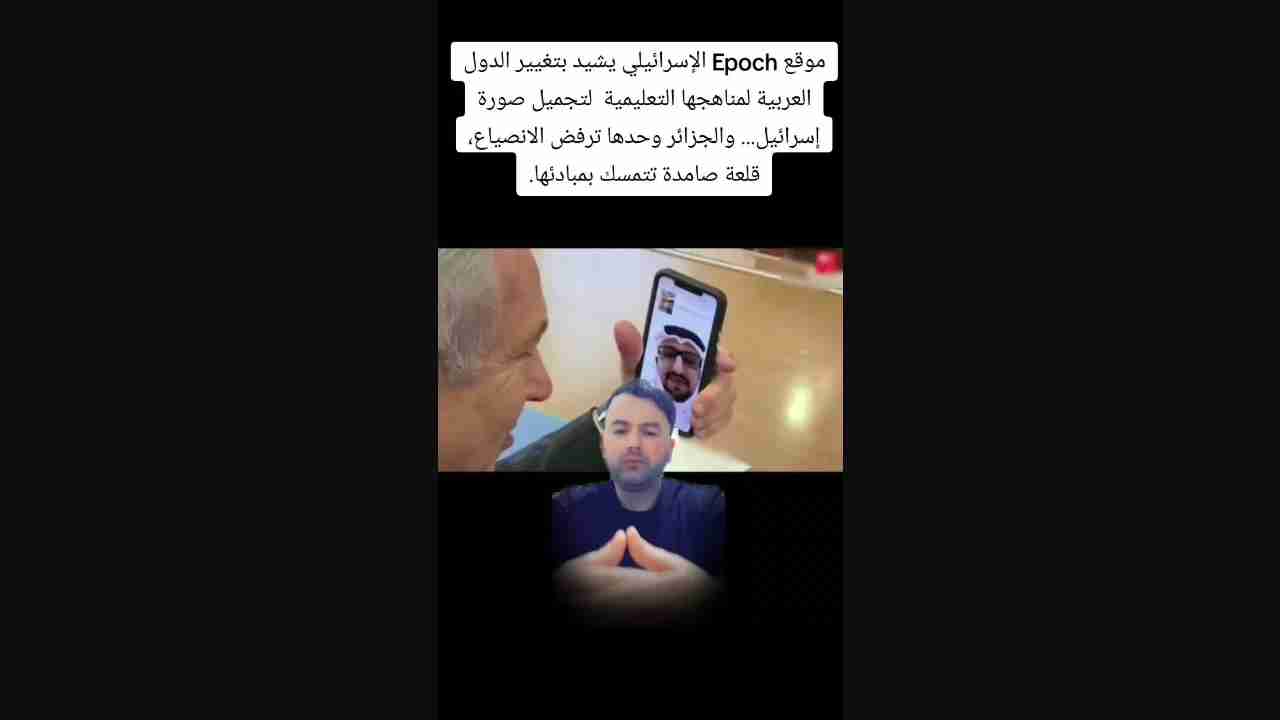 موقع Epoch الإسرائيلي يشيد بتغيير الدول
العربية لمناهجها التعليمية لتجميل صورة
إسرائيل... والجزائر وحدها ترفض الانصياع،
قلعة صامدة تتمسك بمبادئها.